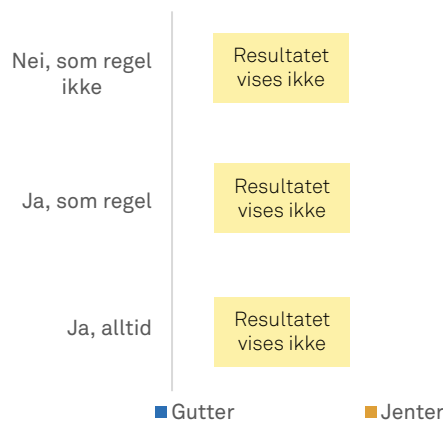 Nei, som regel
ikke
Resultatet
vises ikke
Ja, som regel
Resultatet
vises ikke
Ja, alltid
Resultatet
vises ikke
Gutter
Jenter